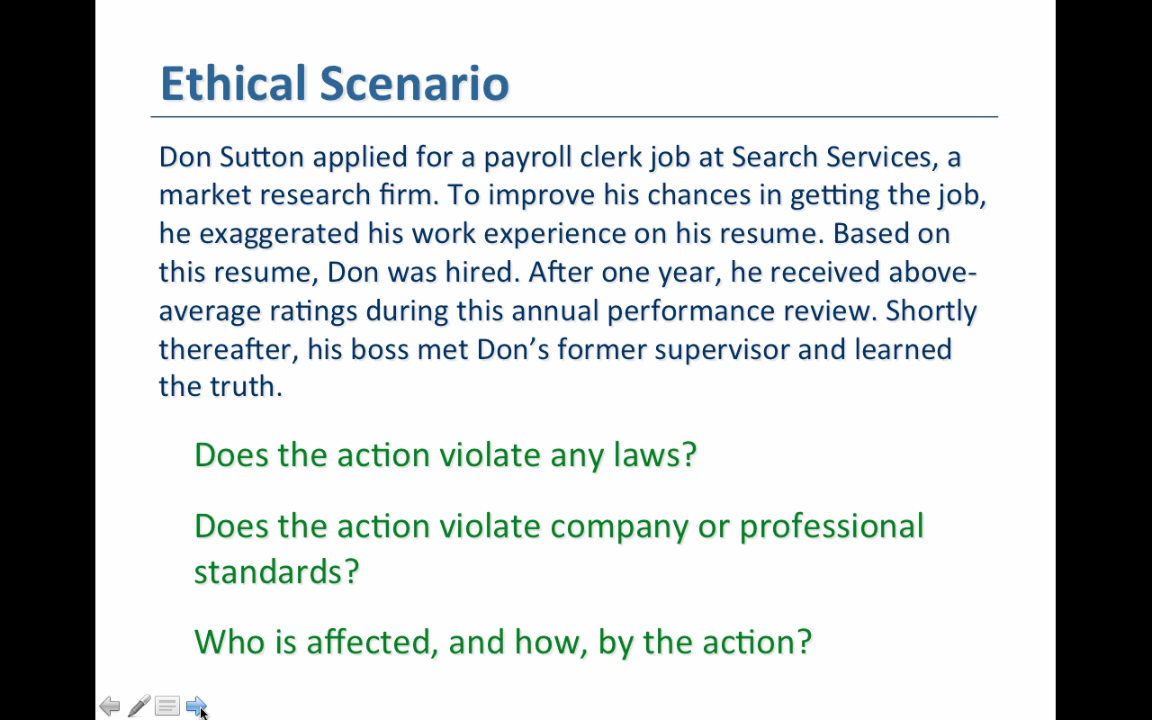 Ethical Scenario
Don Sutton applied for a payroll clerk job at Search Services, a
market research firm. To improve his chances in getting the job,
he exaggerated his work experience on his resume. Based on
this resume, Don was hired. After one year, he received above-
average ratings during this annual performance review. Shortly
thereafter, his boss met Don’s former supervisor and learned
the truth.
Does the action violate any laws?
Does the action violate company or professional
standards?
Who is affected, and how, by the action?